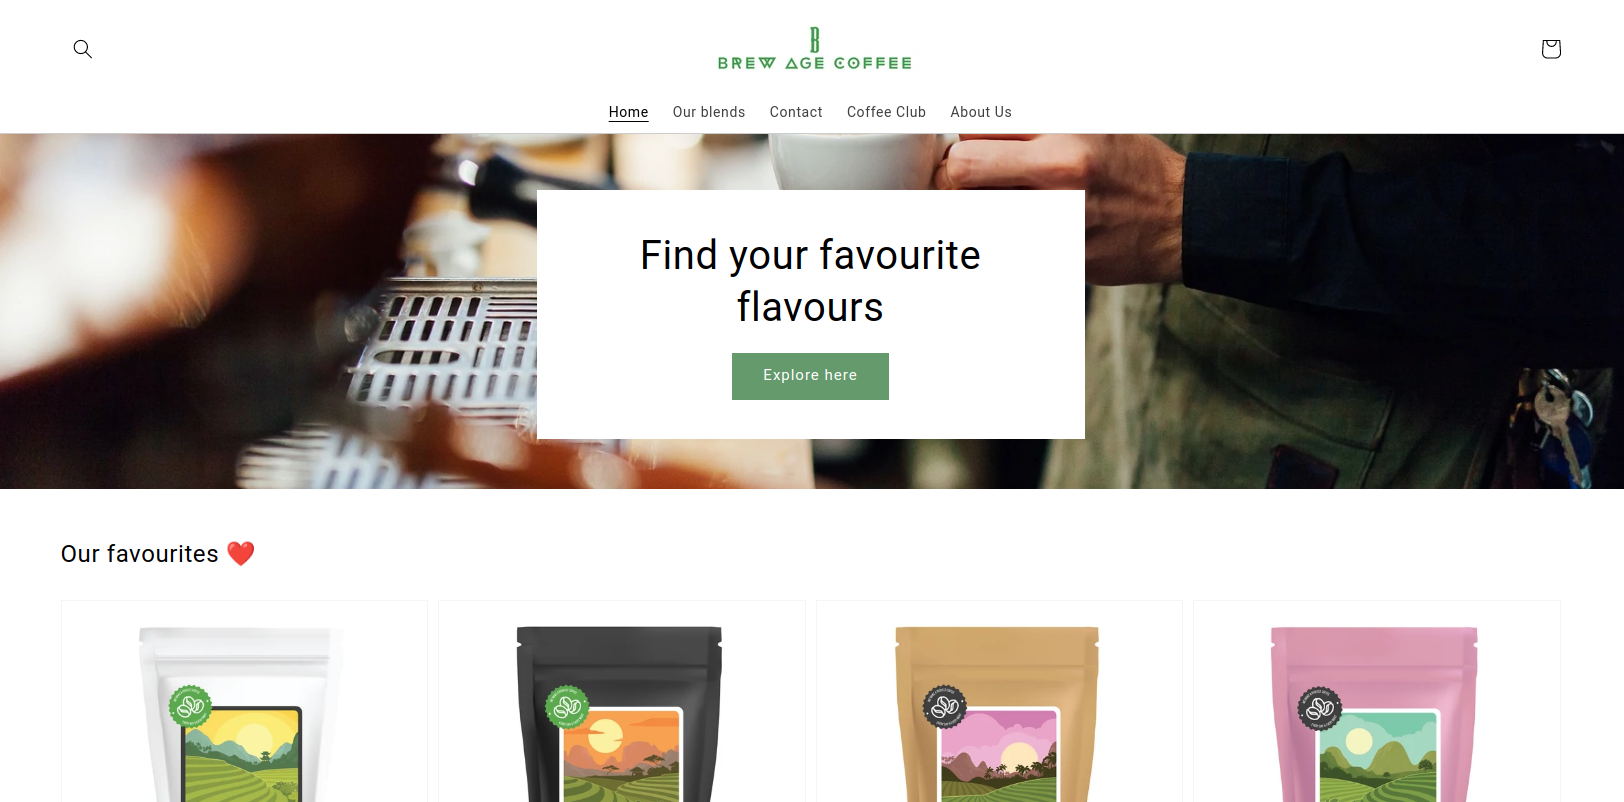 B
BREW AGE COFFEE
Home Our blends Contact Coffee Club About Us
Find your favourite
flavours
Explore here
Our favourites ❤️